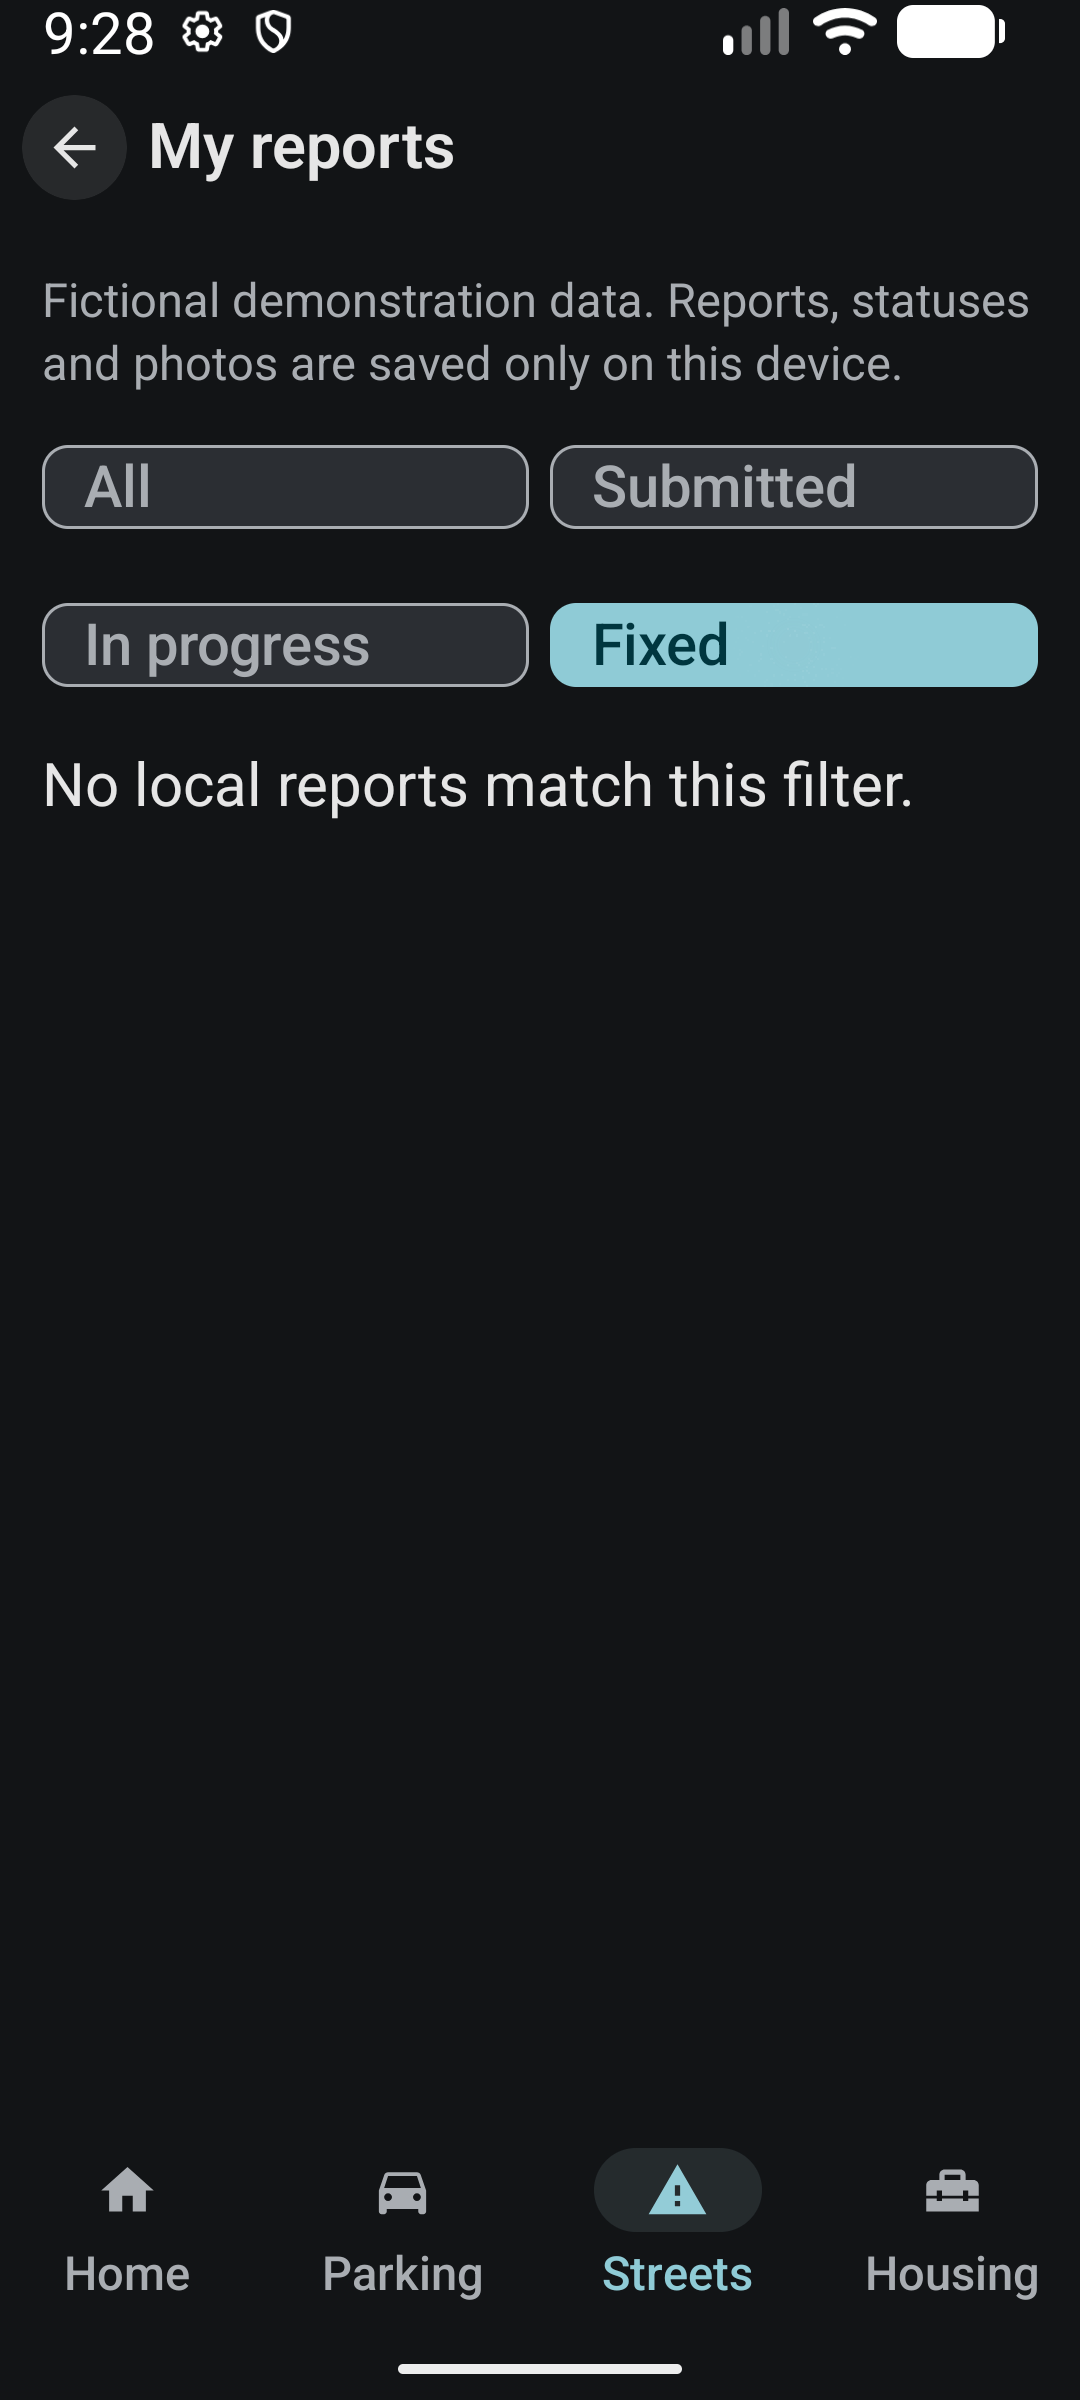 9:28
My reports
Fictional demonstration data. Reports, statuses
and photos are saved only on this device.
All
Submitted
In progress
Fixed
No local reports match this filter.
Home
Parking
Streets
Housing